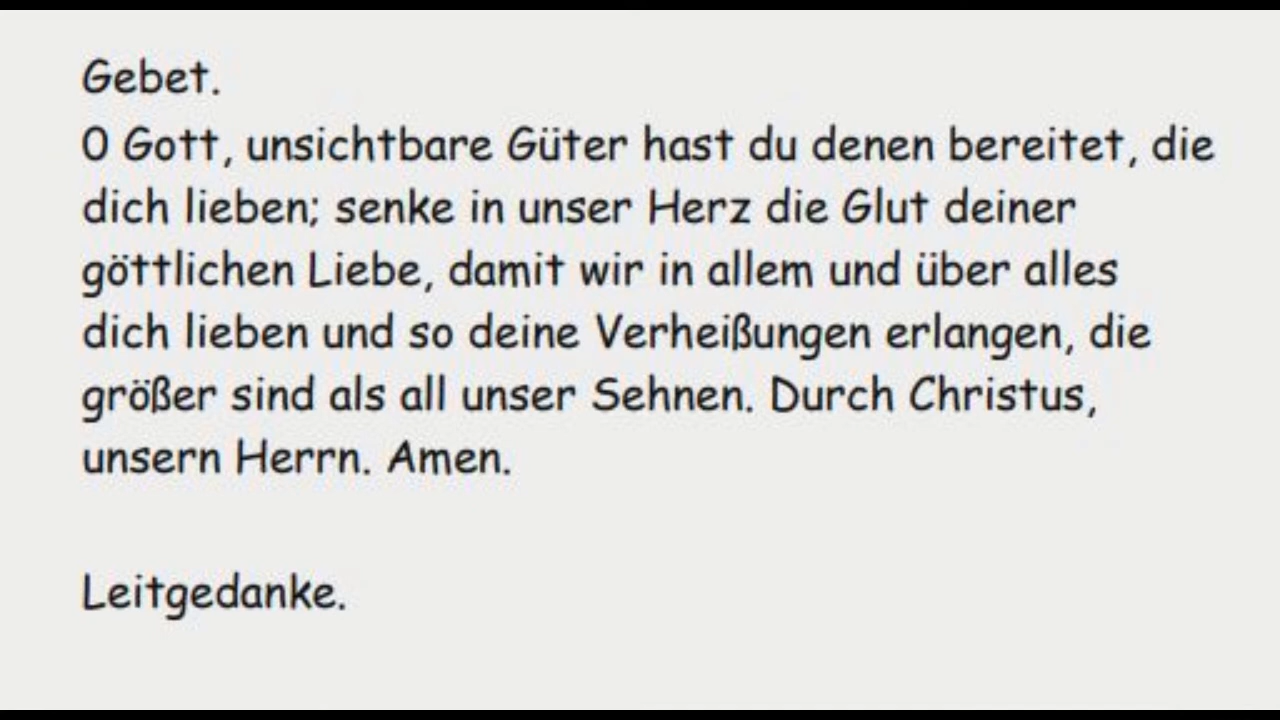 Gebet.
O Gott, unsichtbare Güter hast du denen bereitet, die
dich lieben; senke in unser Herz die Glut deiner
göttlichen Liebe, damit wir in allem und über alles
dich lieben und so deine Verheißungen erlangen, die
größer sind als all unser Sehnen. Durch Christus,
unsern Herrn. Amen.
Leitgedanke.